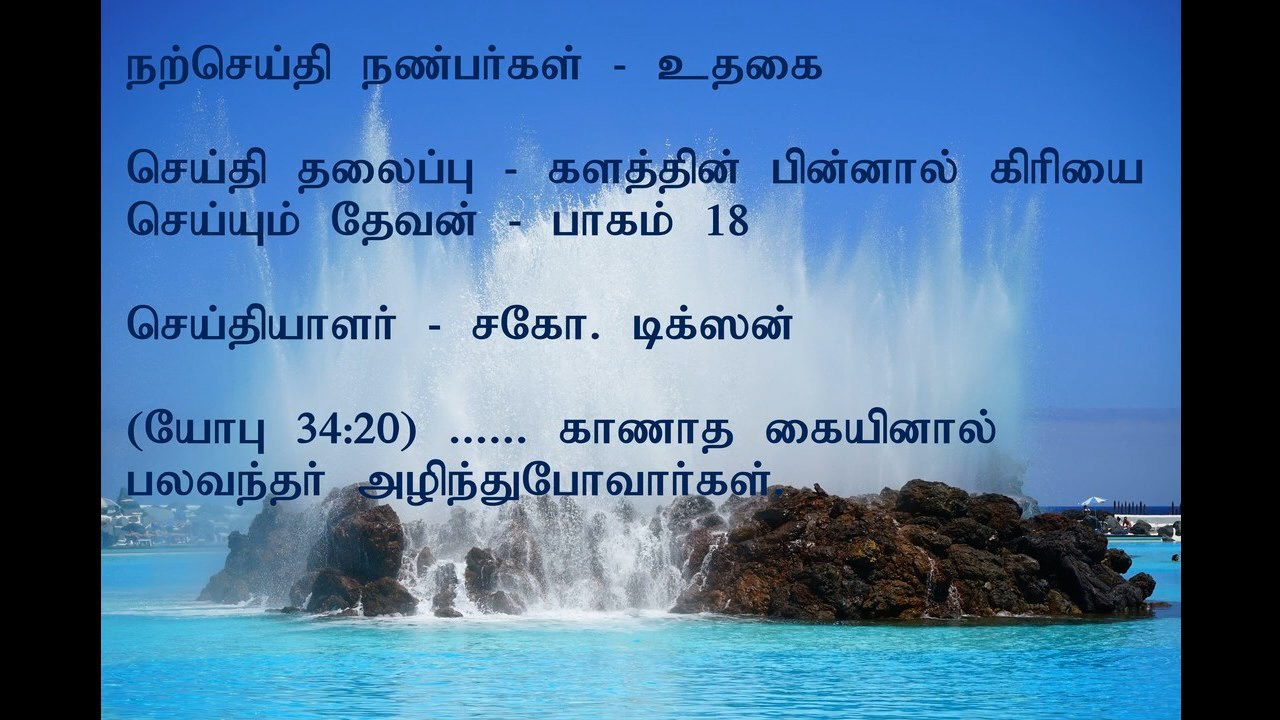 நற்செய்தி நண்பர்கள் - உதகை
செய்தி தலைப்பு - களத்தின் பின்னால் கிரியை
செய்யும் தேவன் - பாகம் 18
செய்தியாளர் - சகோ. டிக்ஸன்
(யோபு 34:20) ...... காணாத கையினால்
பலவந்தர் அழிந்துபோவார்கள்.